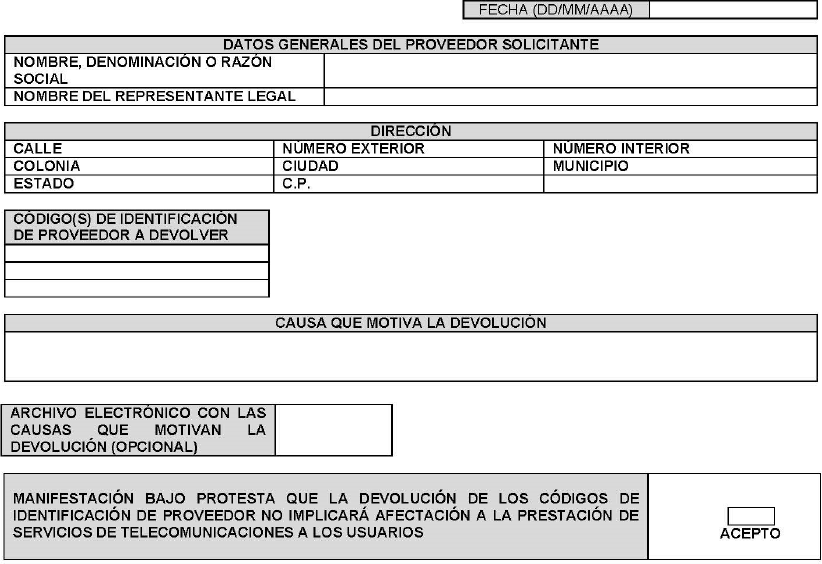 FECHA (DD/MM/AAAA)
DATOS GENERALES DEL PROVEEDOR SOLICITANTE
NOMBRE, DENOMINACIÓN O RAZÓN
SOCIAL
NOMBRE DEL REPRESENTANTE LEGAL
DIRECCIÓN
CALLE NÚMERO EXTERIOR NÚMERO INTERIOR
COLONIA CIUDAD MUNICIPIO
ESTADO C.P.
CÓDIGO(S) DE IDENTIFICACIÓN
DE PROVEEDOR A DEVOLVER
CAUSA QUE MOTIVA LA DEVOLUCIÓN
ARCHIVO ELECTRÓNICO CON LAS
CAUSAS QUE MOTIVAN LA
DEVOLUCIÓN (OPCIONAL)
MANIFESTACIÓN BAJO PROTESTA QUE LA DEVOLUCIÓN DE LOS CÓDIGOS DE
IDENTIFICACIÓN DE PROVEEDOR NO IMPLICARÁ AFECTACIÓN A LA PRESTACIÓN DE
SERVICIOS DE TELECOMUNICACIONES A LOS USUARIOS
ACEPTO